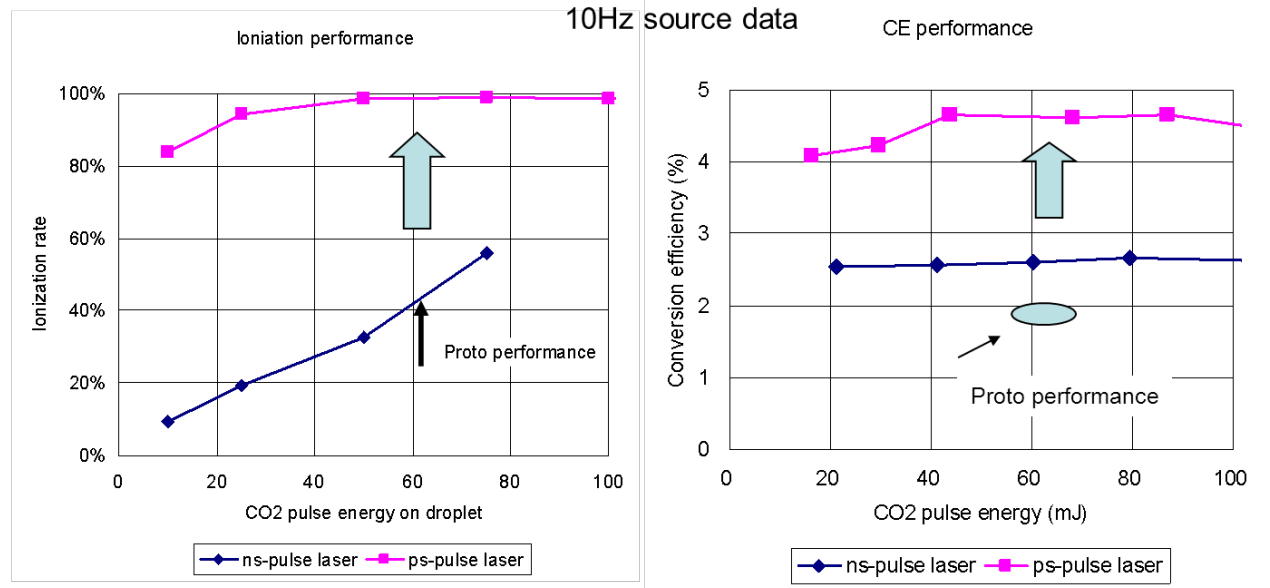 10Hz source data
Ioniation performance
100%
80%
60%
40%
20%
0%
Ionization rate
Proto performance
0 20 40 60 80 100
CO2 pulse energy on droplet
ns-pulse laser ps-pulse laser
CE performance
5
4
3
2
1
0
Conversion efficiency (%)
Proto performance
0 20 40 60 80 100
CO2 pulse energy (mJ)
ns-pulse laser ps-pulse laser